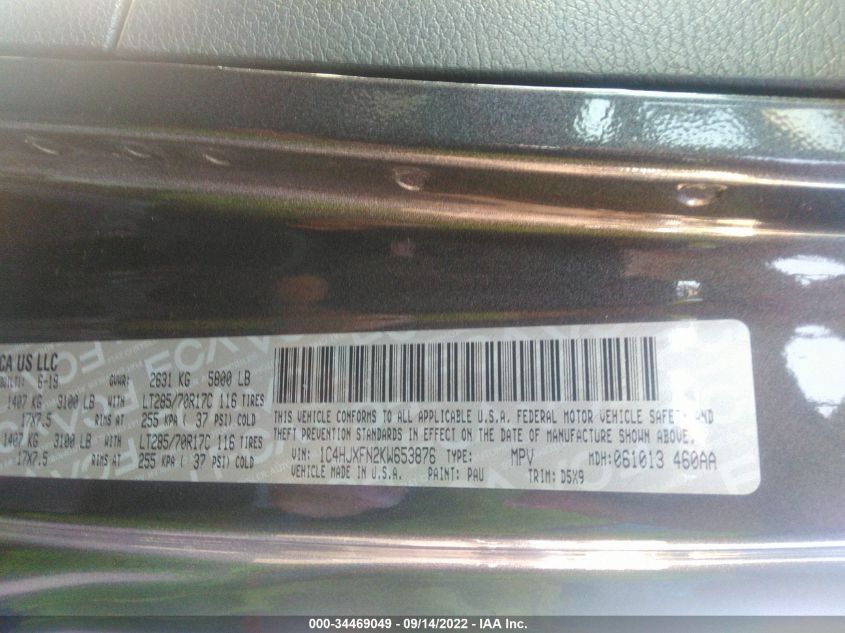 CA US LLC
6-19 GVWR: 2631 KG 5800 LB
1407 KG 3100 LB WITH LT285/70R17C 116 TIRES
17X7.5 RIMS AT 255 KPA ( 37 PSI) COLD
1407 KG 3100 LB WITH LT285/70R17C 116 TIRES
17X7.5 RIMS AT 255 KPA ( 37 PSI) COLD
THIS VEHICLE CONFORMS TO ALL APPLICABLE U.S.A. FEDERAL MOTOR VEHICLE SAFETY AND
THEFT PREVENTION STANDARDS IN EFFECT ON THE DATE OF MANUFACTURE SHOWN ABOVE.
VIN: 1C4HJXFN2KW653876 TYPE: MPV MDH:061013 460AA
VEHICLE MADE IN U.S.A. PAINT: PAU TRIM: D5X9
000-34469049 - 09/14/2022 - IAA Inc.